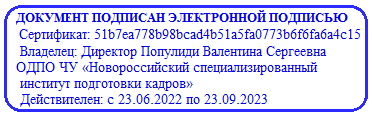 ДОКУМЕНТ ПОДПИСАН ЭЛЕКТРОННОЙ ПОДПИСЬЮ
Сертификат: 51b7ea778b98bcad4b51a5fa0773b6f6fa6a4c15
Владелец: Директор Популиди Валентина Сергеевна
ОДПО ЧУ «Новороссийский специализированный
институт подготовки кадров»
Действителен: с 23.06.2022 по 23.09.2023